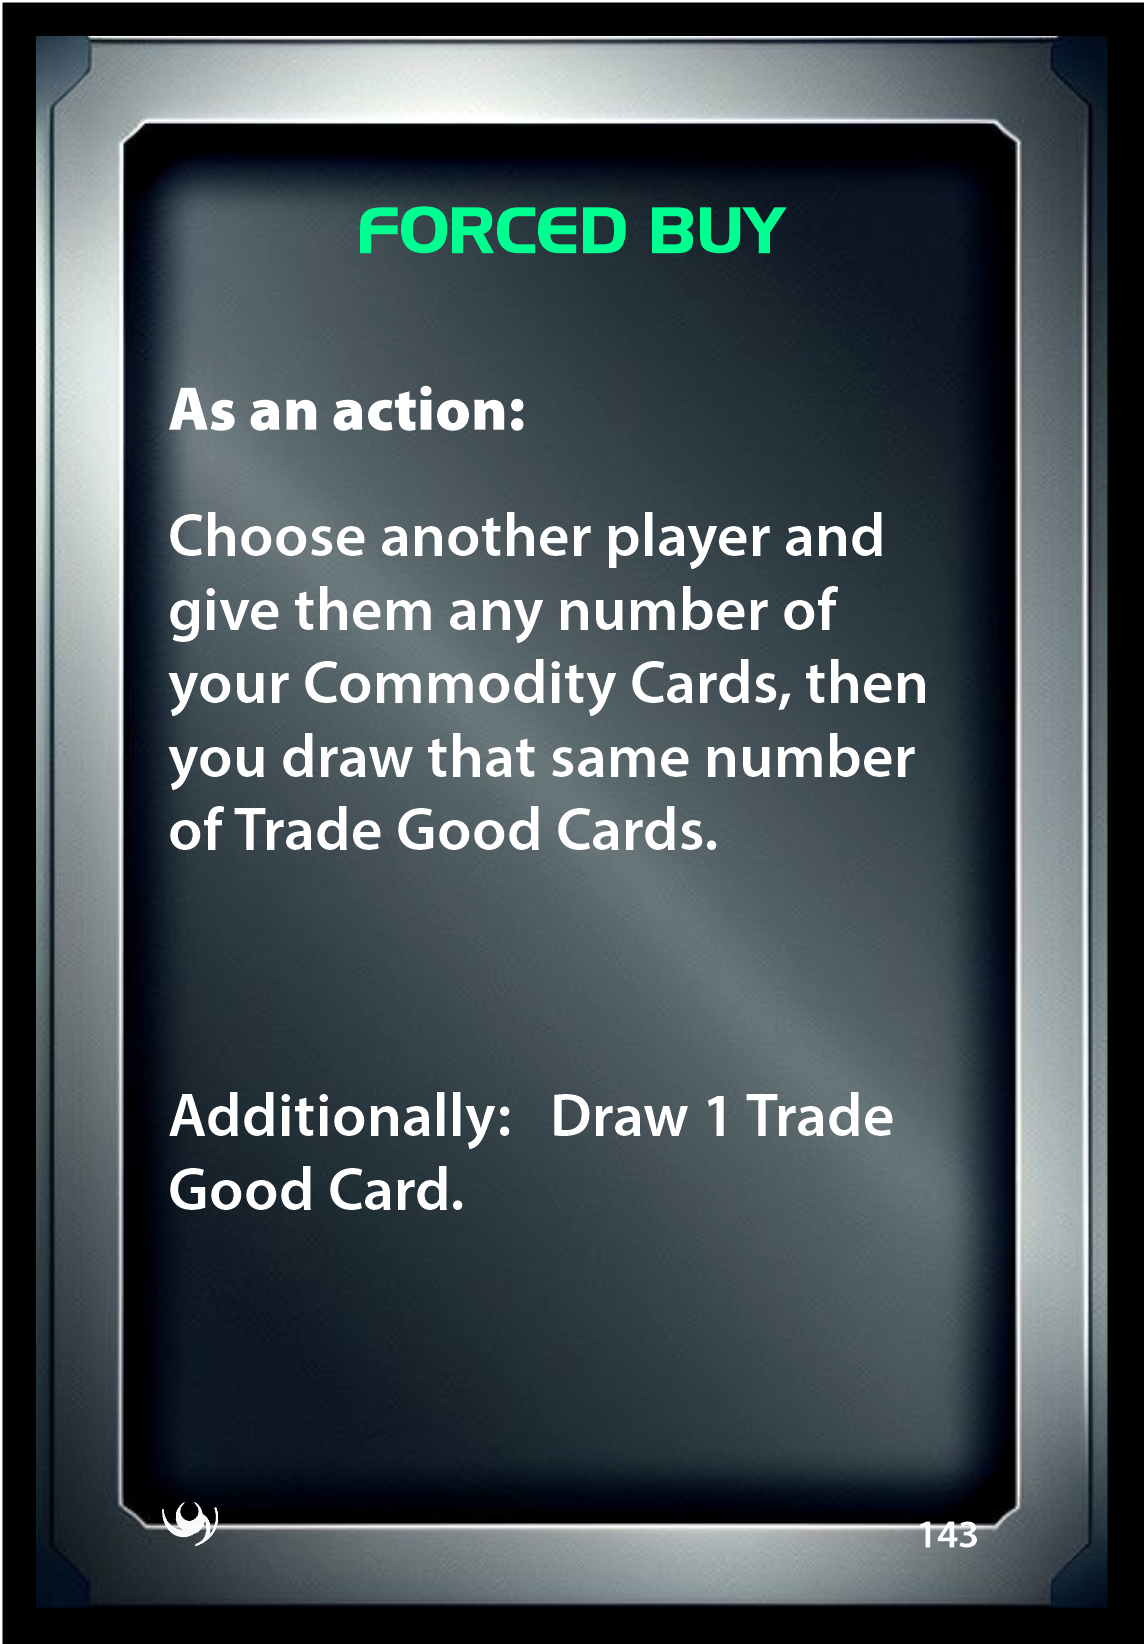 FORCED BUY
As an action:
Choose another player and
give them any number of
your Commodity Cards, then
you draw that same number
of Trade Good Cards.
Additionally:   Draw 1 Trade
Good Card.
143